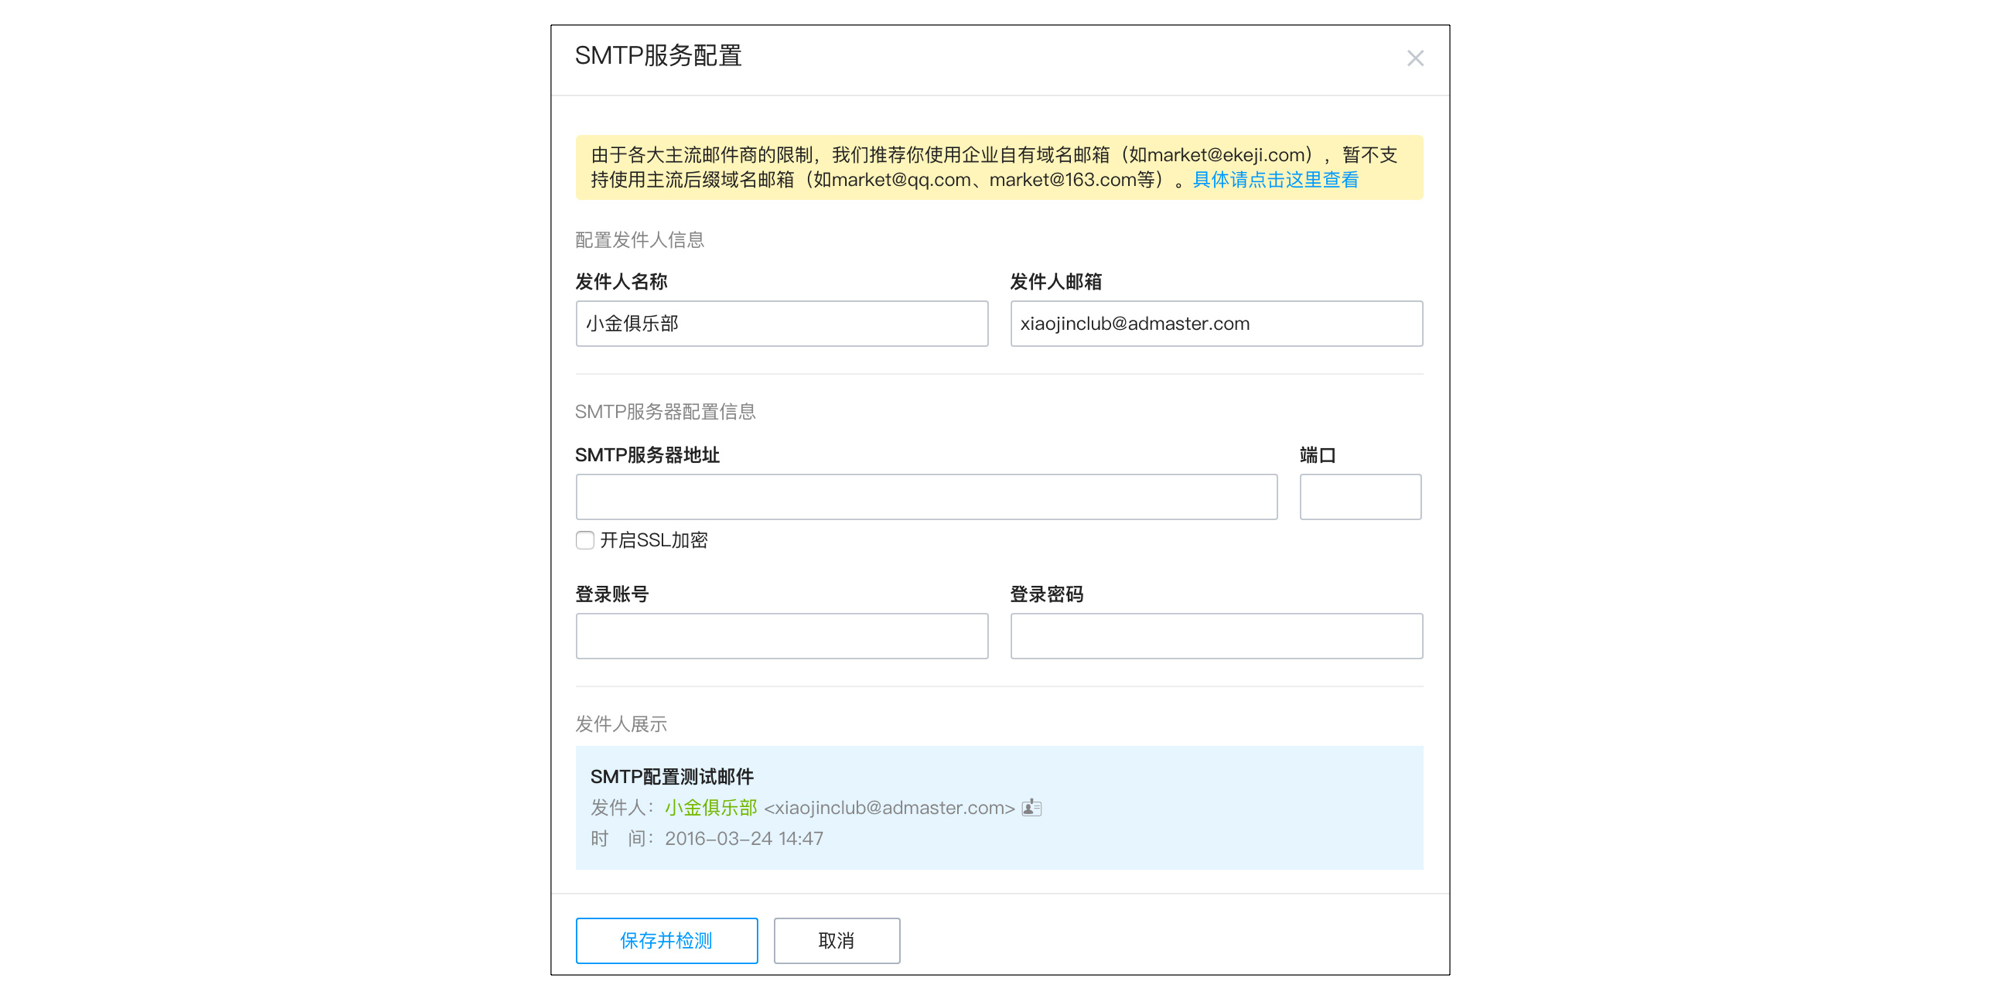 SMTP服务配置
由于各大主流邮件商的限制，我们推荐你使用企业自有域名邮箱（如market@ekeji.com），暂不支
持使用主流后缀域名邮箱（如market@qq.com、market@163.com等）。具体请点击这里查看
配置发件人信息
发件人名称 发件人邮箱
小金俱乐部 xiaojinclub@admaster.com
SMTP服务器配置信息
SMTP服务器地址 端口
开启SSL加密
登录账号 登录密码
发件人展示
SMTP配置测试邮件
发件人：小金俱乐部 <xiaojinclub@admaster.com>
时 间：2016-03-24 14:47
保存并检测 取消